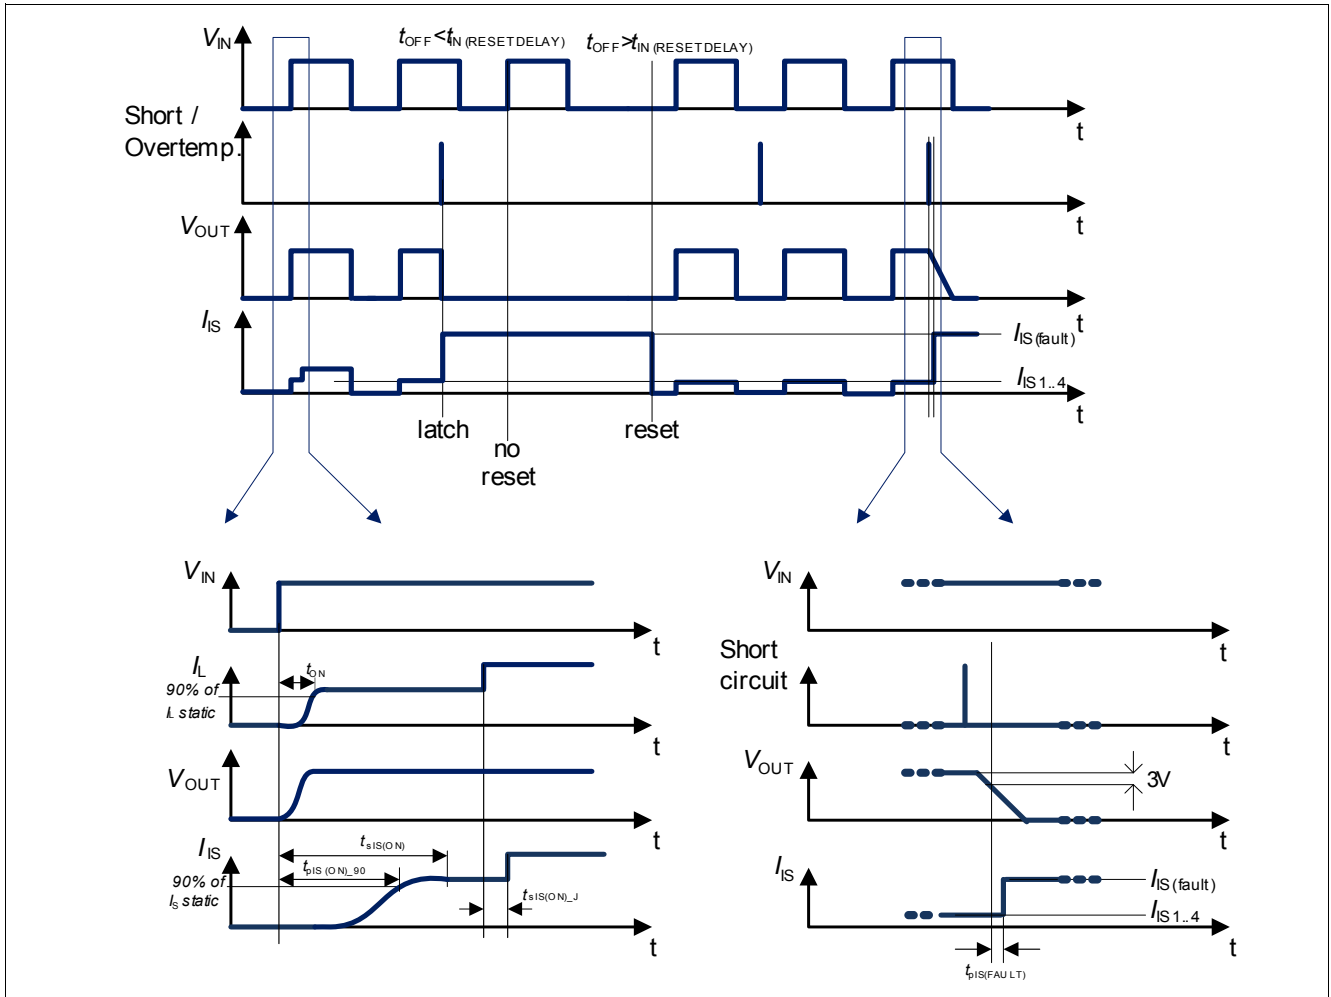 VIN
tOFF<tIN(RESETDELAY)
tOFF>tIN(RESETDELAY)
t
Short /
Overtemp.
t
VOUT
t
IIS
IIS(fault)
IIS1..4
t
latch
no
reset
reset
VIN
t
IL
tON
90% of
IL static
t
VOUT
t
IIS
tsIS(ON)
tpIS(ON)_90
90% of
IS static
tsIS(ON)_J
t
VIN
t
Short
circuit
t
VOUT
3V
t
IIS
IIS(fault)
IIS1..4
t
tpIS(FAULT)